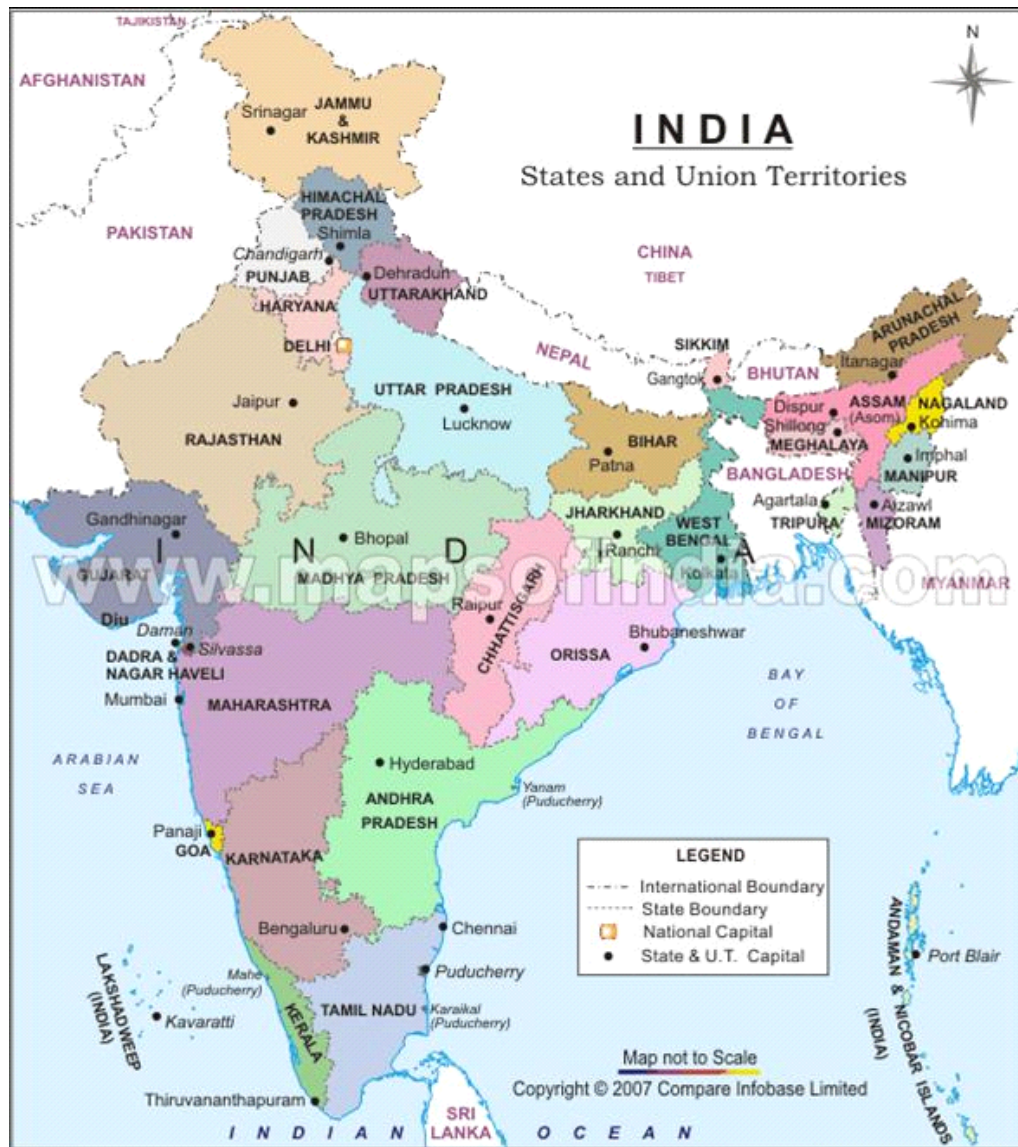 TAJIKISTAN
AFGHANISTAN
N
Srinagar
JAMMU
&
KASHMIR
INDIA
States and Union Territories
HIMACHAL
PRADESH
Shimla
PAKISTAN
Chandigarh
PUNJAB
Dehradun
UTTARAKHAND
CHINA
TIBET
HARYANA
DELHI
ARUNACHAL
PRADESH
Itanagar
NEPAL
SIKKIM
Gangtok
BHUTAN
UTTAR PRADESH
Lucknow
Jaipur
RAJASTHAN
Dispur
ASSAM
(Asom)
NAGALAND
Kohima
Shillong
MEGHALAYA
BIHAR
Patna
Imphal
MANIPUR
BANGLADESH
Agartala
TRIPURA
Aizawl
MIZORAM
JHARKHAND
Ranchi
WEST
BENGAL
Kolkata
Gandhinagar
I N D I A
Bhopal
MADHYA PRADESH
GUJARAT
www.mapsofindia.com
MYANMAR
Diu
Daman
Silvassa
DADRA &
NAGAR HAVELI
Raipur
CHHATTISGARH
Bhubaneshwar
ORISSA
Mumbai
MAHARASHTRA
BAY
OF
BENGAL
ARABIAN
SEA
Hyderabad
ANDHRA
PRADESH
Yanam
(Puducherry)
Panaji
GOA
KARNATAKA
LEGEND
International Boundary
State Boundary
National Capital
State & U.T. Capital
Bengaluru
Chennai
Puducherry
Mahe
(Puducherry)
TAMIL NADU
Karaikal
(Puducherry)
KERALA
LAKSHADWEEP
(INDIA)
Kavaratti
ANDAMAN & NICOBAR ISLANDS
(INDIA)
Port Blair
Thiruvananthapuram
Map not to Scale
Copyright © 2007 Compare Infobase Limited
SRI
LANKA
INDIAN OCEAN